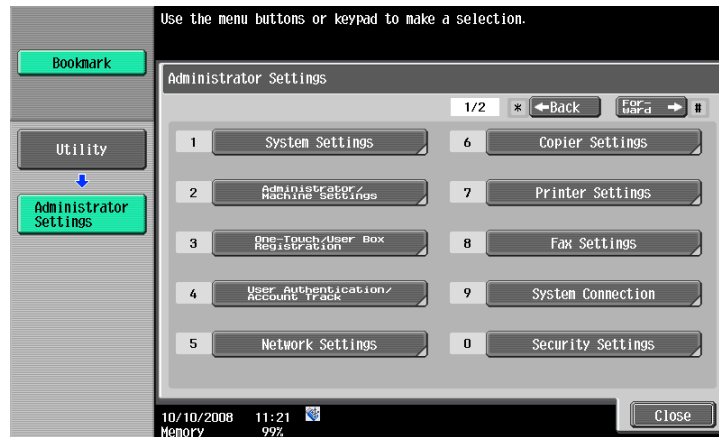 Use the menu buttons or keypad to make a selection.
Bookmark
Administrator Settings
1/2 * ←Back For-ward → #
Utility
Administrator
Settings
1 System Settings
6 Copier Settings
2 Administrator/
Machine Settings
7 Printer Settings
3 One-Touch/User Box
Registration
8 Fax Settings
4 User Authentication/
Account Track
9 System Connection
5 Network Settings
0 Security Settings
10/10/2008 11:21
Memory 99%
Close